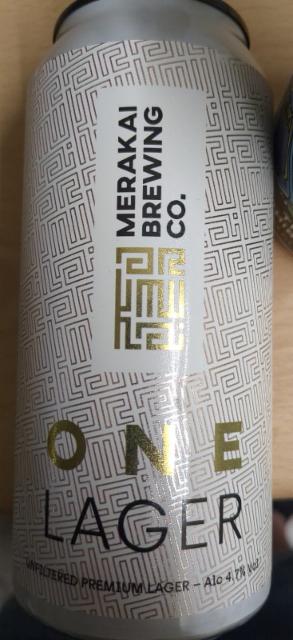 MERAKAI
BREWING
CO.
ONE
LAGER
UNFILTERED PREMIUM LAGER – Alc 4.7% Vol